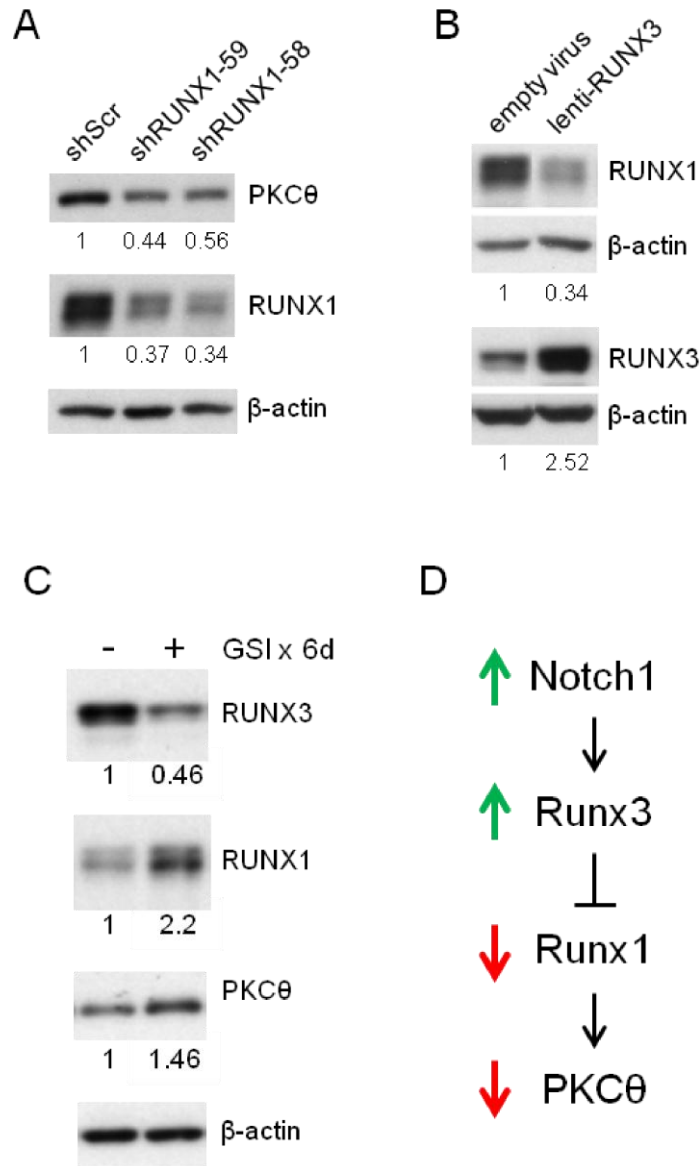 A
shScr
shRUNX1-59
shRUNX1-58
PKCθ
1 0.44 0.56
RUNX1
1 0.37 0.34
β-actin
B
empty virus
lenti-RUNX3
RUNX1
β-actin
1 0.34
RUNX3
β-actin
1 2.52
C
- + GSI x 6d
RUNX3
1 0.46
RUNX1
1 2.2
PKCθ
1 1.46
β-actin
D
Notch1
Runx3
Runx1
PKCθ